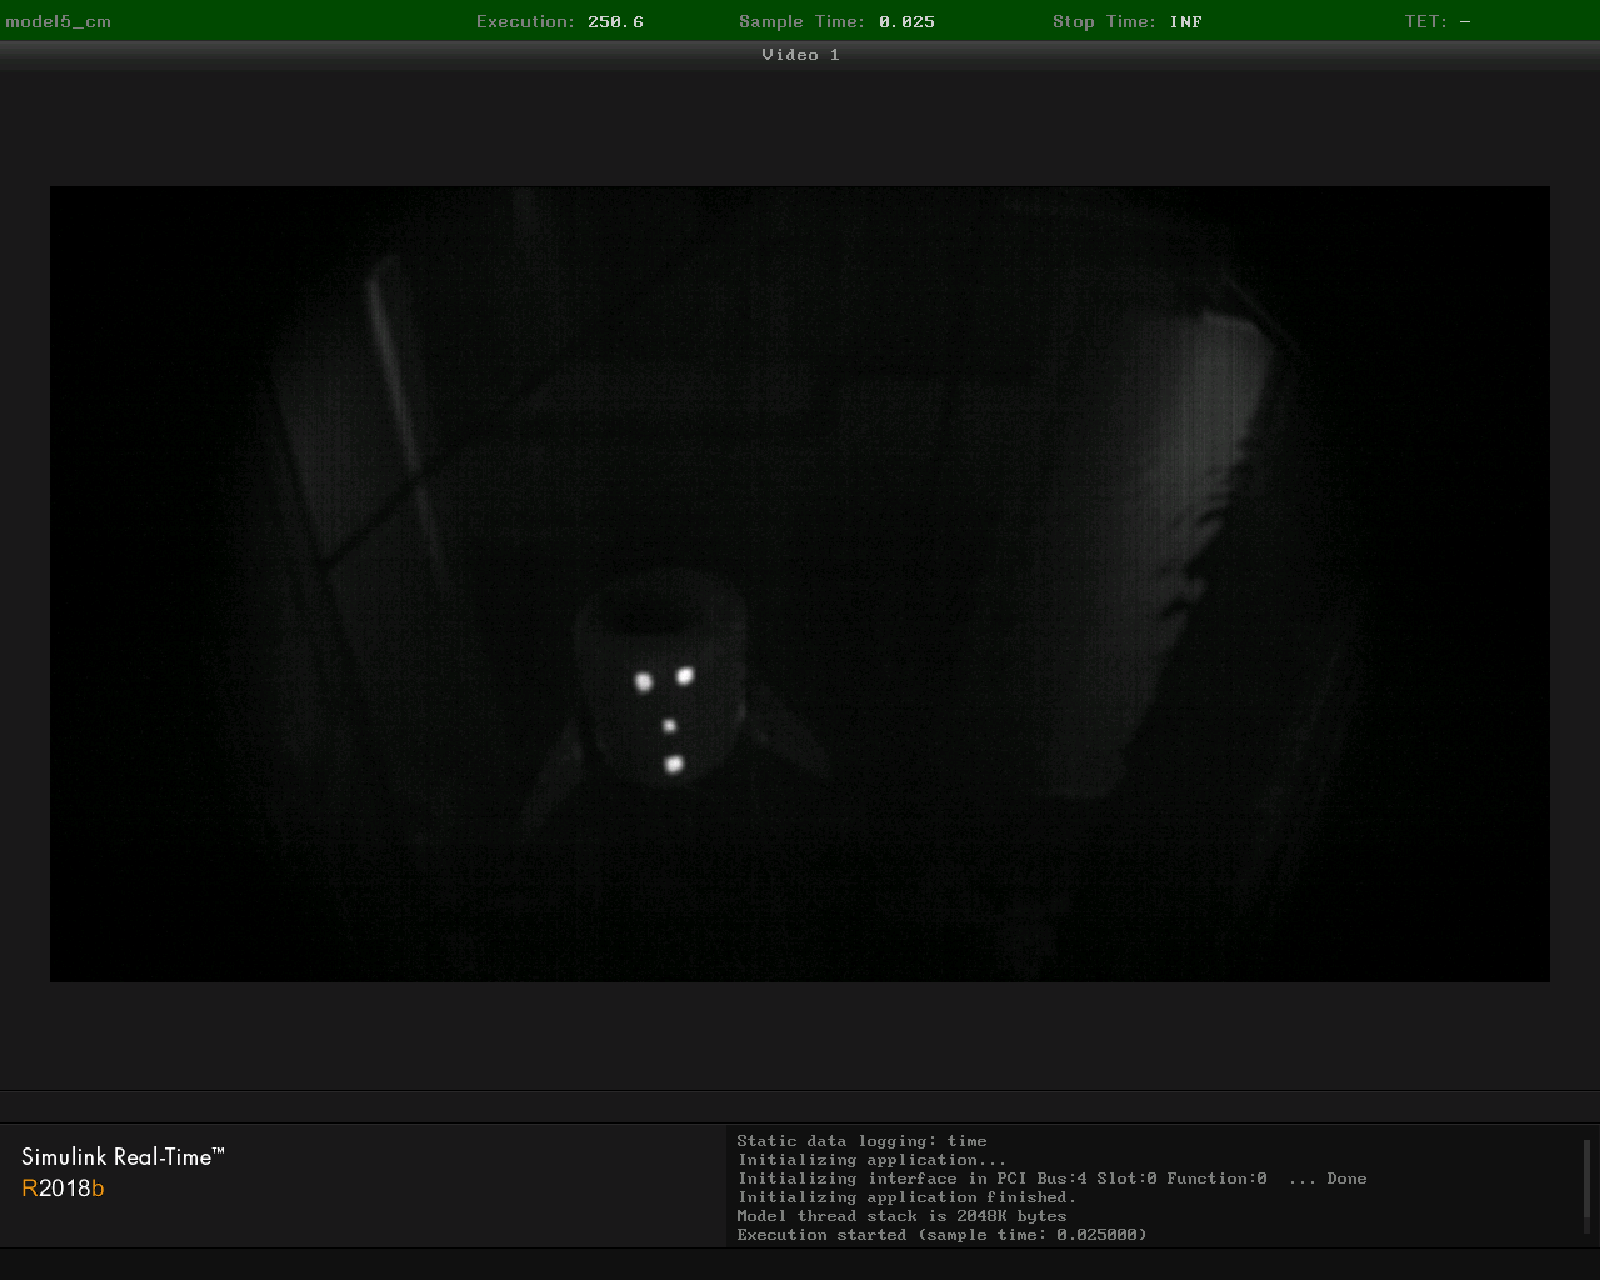 model5_cm Execution: 250.6 Sample Time: 0.025 Stop Time: INF TET: -
Video 1
Simulink Real-Time™
R2018b
Static data logging: time
Initializing application...
Initializing interface in PCI Bus:4 Slot:0 Function:0 ... Done
Initializing application finished.
Model thread stack is 2048K bytes
Execution started (sample time: 0.025000)